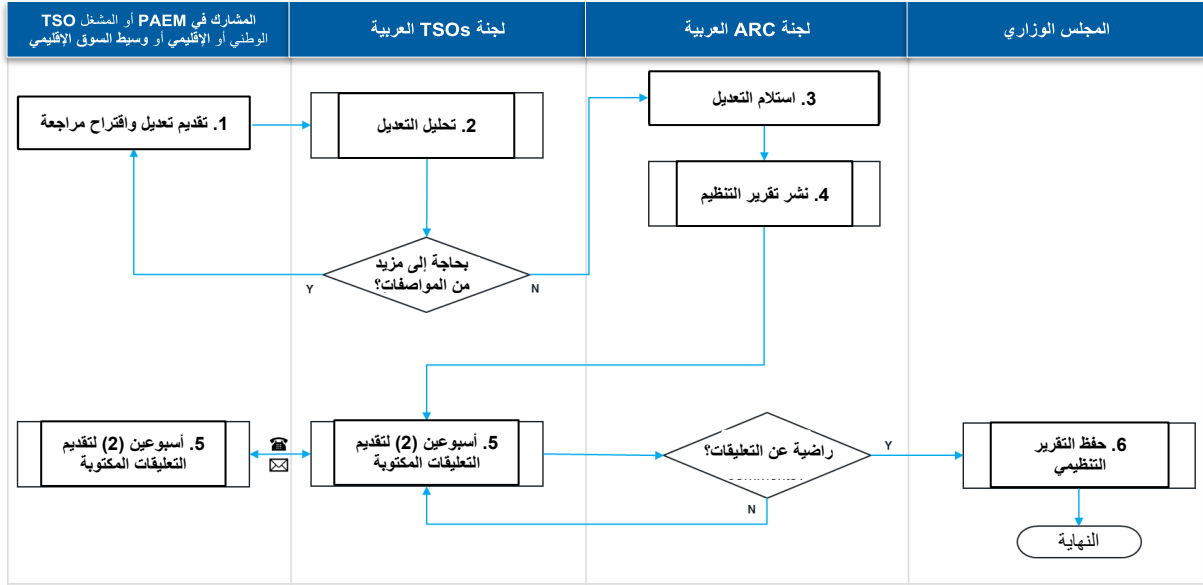 المشارك في PAEM أو المشغل TSO
الوطني أو الإقليمي أو وسيط السوق الإقليمي
لجنة TSOs العربية
لجنة ARC العربية
المجلس الوزاري
1. تقديم تعديل واقتراح مراجعة
2. تحليل التعديل
3. استلام التعديل
4. نشر تقرير التنظيم
بحاجة إلى مزيد
من المواصفات؟
Y
N
5. أسبوعين (2) لتقديم
التعليقات المكتوبة
5. أسبوعين (2) لتقديم
التعليقات المكتوبة
راضية عن التعليقات؟
Y
N
6. حفظ التقرير
التنظيمي
النهاية